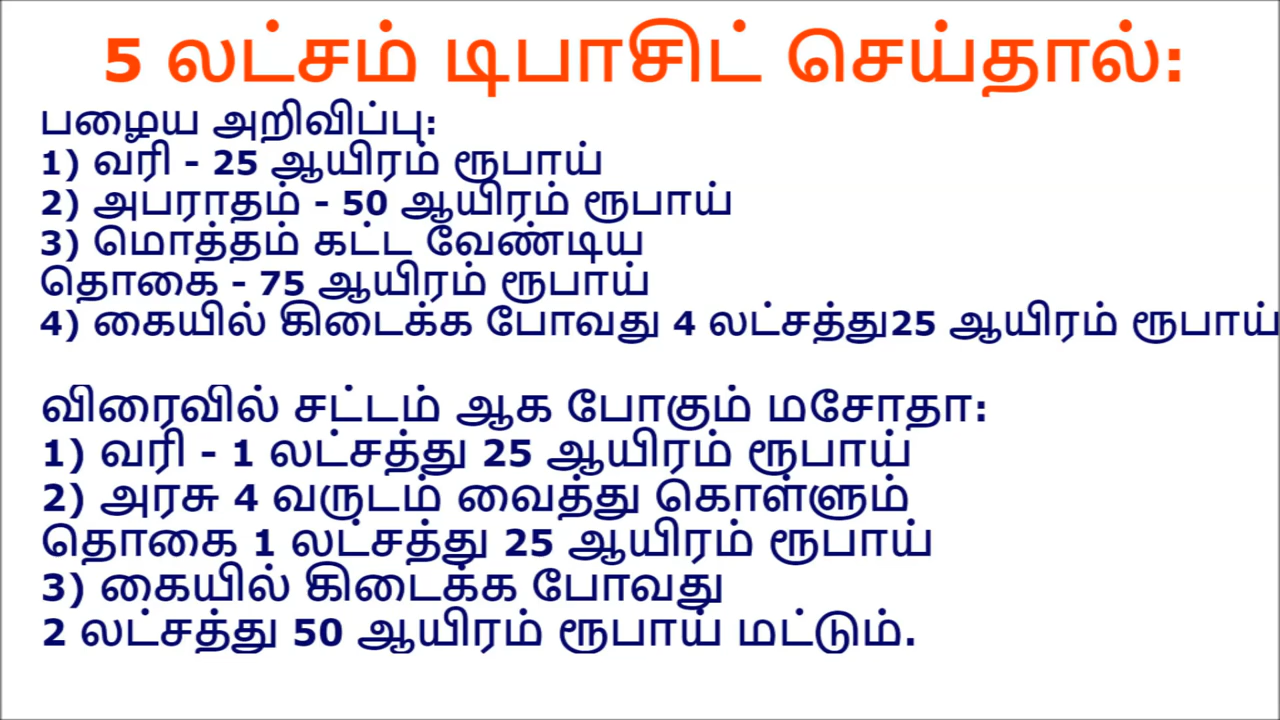 5 லட்சம் டிபாசிட் செய்தால்:
பழைய அறிவிப்பு:
1) வரி - 25 ஆயிரம் ரூபாய்
2) அபராதம் - 50 ஆயிரம் ரூபாய்
3) மொத்தம் கட்ட வேண்டிய
தொகை - 75 ஆயிரம் ரூபாய்
4) கையில் கிடைக்க போவது 4 லட்சத்து25 ஆயிரம் ரூபாய்
விரைவில் சட்டம் ஆக போகும் மசோதா:
1) வரி - 1 லட்சத்து 25 ஆயிரம் ரூபாய்
2) அரசு 4 வருடம் வைத்து கொள்ளும்
தொகை 1 லட்சத்து 25 ஆயிரம் ரூபாய்
3) கையில் கிடைக்க போவது
2 லட்சத்து 50 ஆயிரம் ரூபாய் மட்டும்.